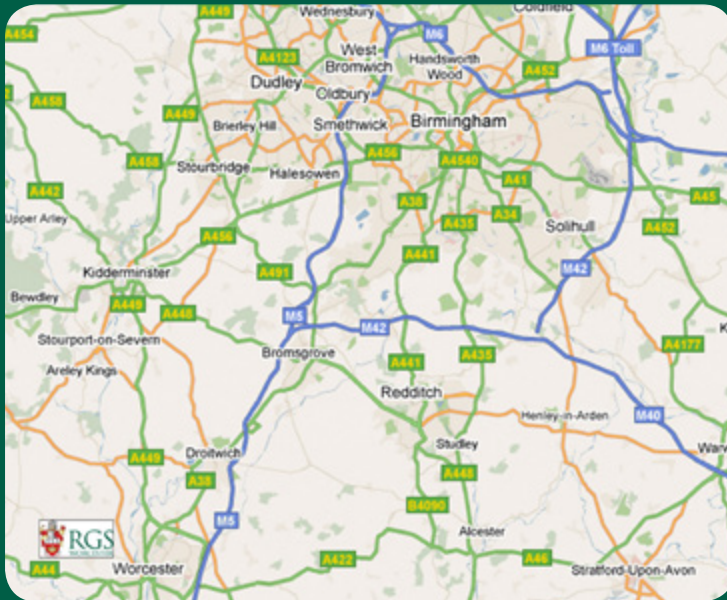 A449
Wednesbury
Coldfield
A454
M6
M6 Toll
A4123
West
Bromwich
Handsworth
Wood
A452
Dudley
Oldbury
A458
A449
Brierley Hill
Smethwick
Birmingham
A458
Stourbridge
A456
A4540
Halesowen
A41
A442
A45
A38
A34
Upper Arley
A435
Solihull
A452
A456
A441
Kidderminster
A491
M42
Bewdley
A449
A448
M5
M42
Stourport-on-Severn
Bromsgrove
A4177
Areley Kings
A441
A435
Redditch
Henley-in-Arden
M40
Studley
Warw
Droitwich
A449
A38
A448
B4090
M5
RGS
WORCESTER
Alcester
A422
A46
A44
Worcester
Stratford-Upon-Avon